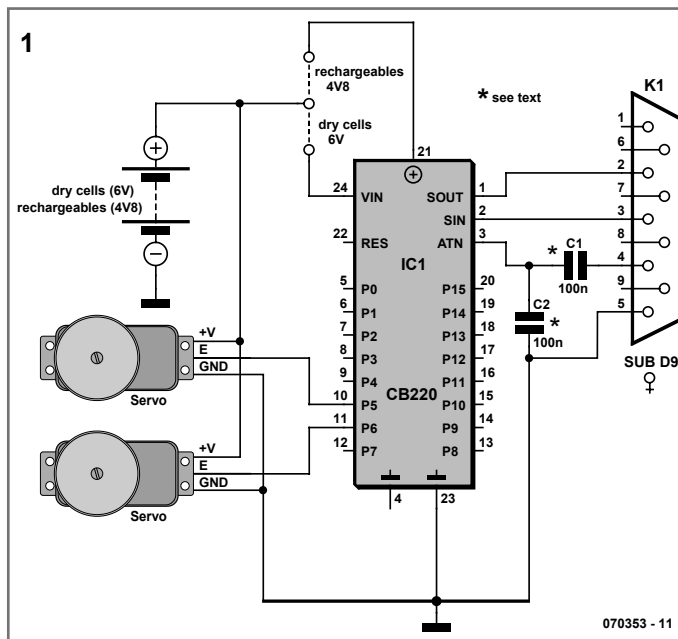 1
rechargeables
4V8
dry cells
6V
* see text
K1
dry cells (6V)
rechargeables (4V8)
+V
E
GND
Servo
+V
E
GND
Servo
21
24 VIN
22 RES
5 P0
6 P1
7 P2
8 P3
9 P4
10 P5
11 P6
12 P7
IC1
CB220
SOUT 1
SIN 2
ATN 3
P15 20
P14 19
P13 18
P12 17
P11 16
P10 15
P9 14
P8 13
4
23
* C1
100n
C2
*
100n
1
6
2
7
3
8
4
9
5
SUB D9
070353 - 11